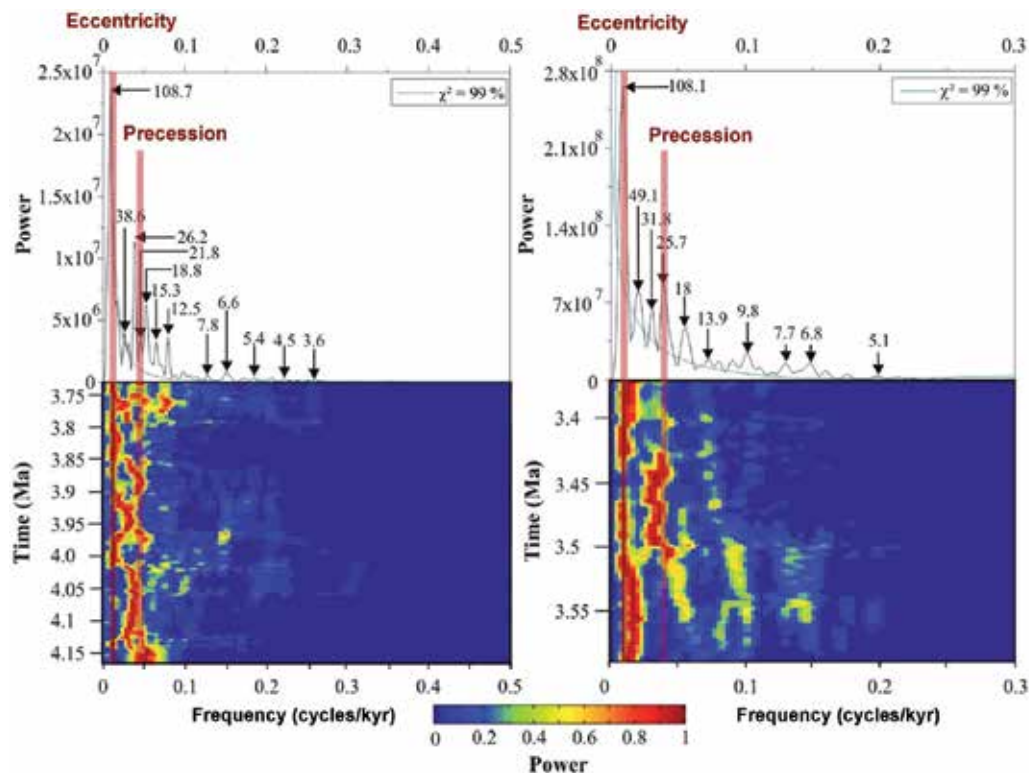 Eccentricity
0 0.1 0.2 0.3 0.4 0.5
2.5x10⁷
2x10⁷
1.5x10⁷
1x10⁷
5x10⁶
0
Power
χ² = 99 %
108.7
Precession
38.6
26.2
21.8
18.8
15.3
12.5
7.8
6.6
5.4
4.5
3.6
3.75
3.8
3.85
3.9
3.95
4.0
4.05
4.1
4.15
Time (Ma)
0 0.1 0.2 0.3 0.4 0.5
Frequency (cycles/kyr)
Eccentricity
0 0.1 0.2 0.3
2.8x10⁸
2.1x10⁸
1.4x10⁸
7x10⁷
0
Power
χ² = 99 %
108.1
Precession
49.1
31.8
25.7
18
13.9
9.8
7.7
6.8
5.1
3.4
3.45
3.5
3.55
Time (Ma)
0 0.1 0.2 0.3
Frequency (cycles/kyr)
0 0.2 0.4 0.6 0.8 1
Power